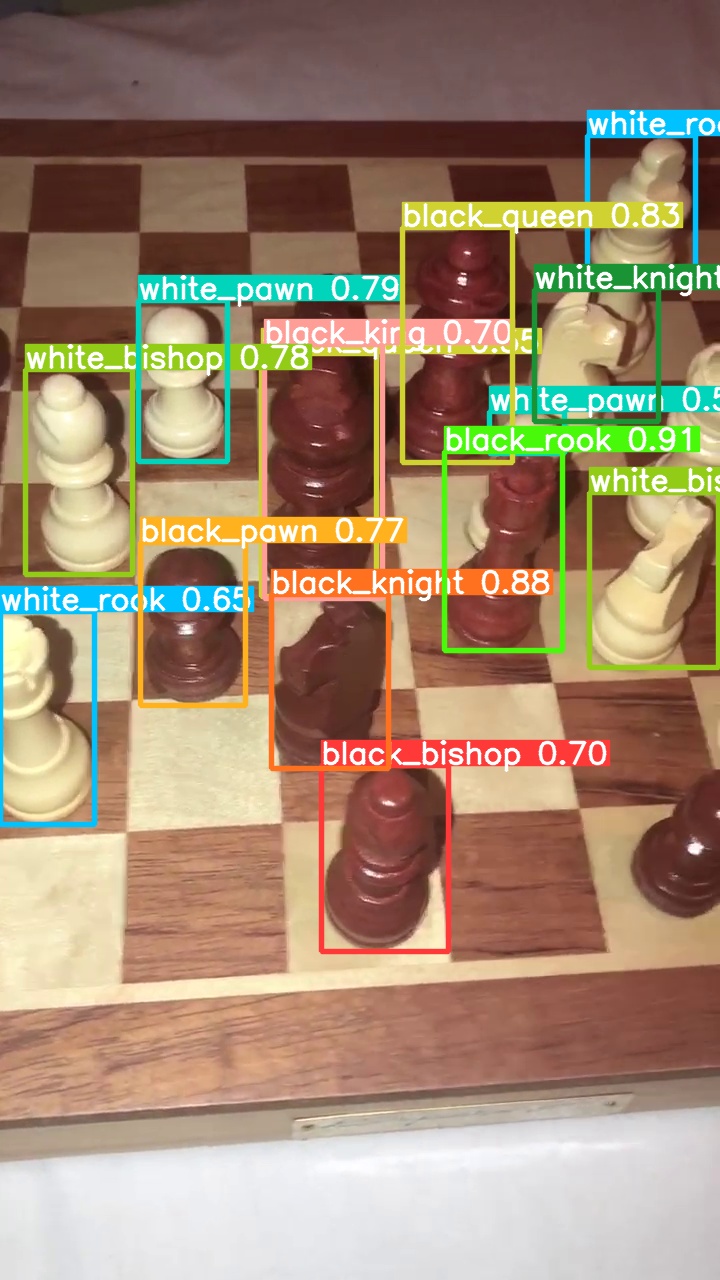 white_roo
black_queen 0.83
white_knight
white_pawn 0.79
black_king 0.70
white_bishop 0.78
white_pawn 0.5
black_rook 0.91
white_bis
black_pawn 0.77
black_knight 0.88
white_rook 0.65
black_bishop 0.70